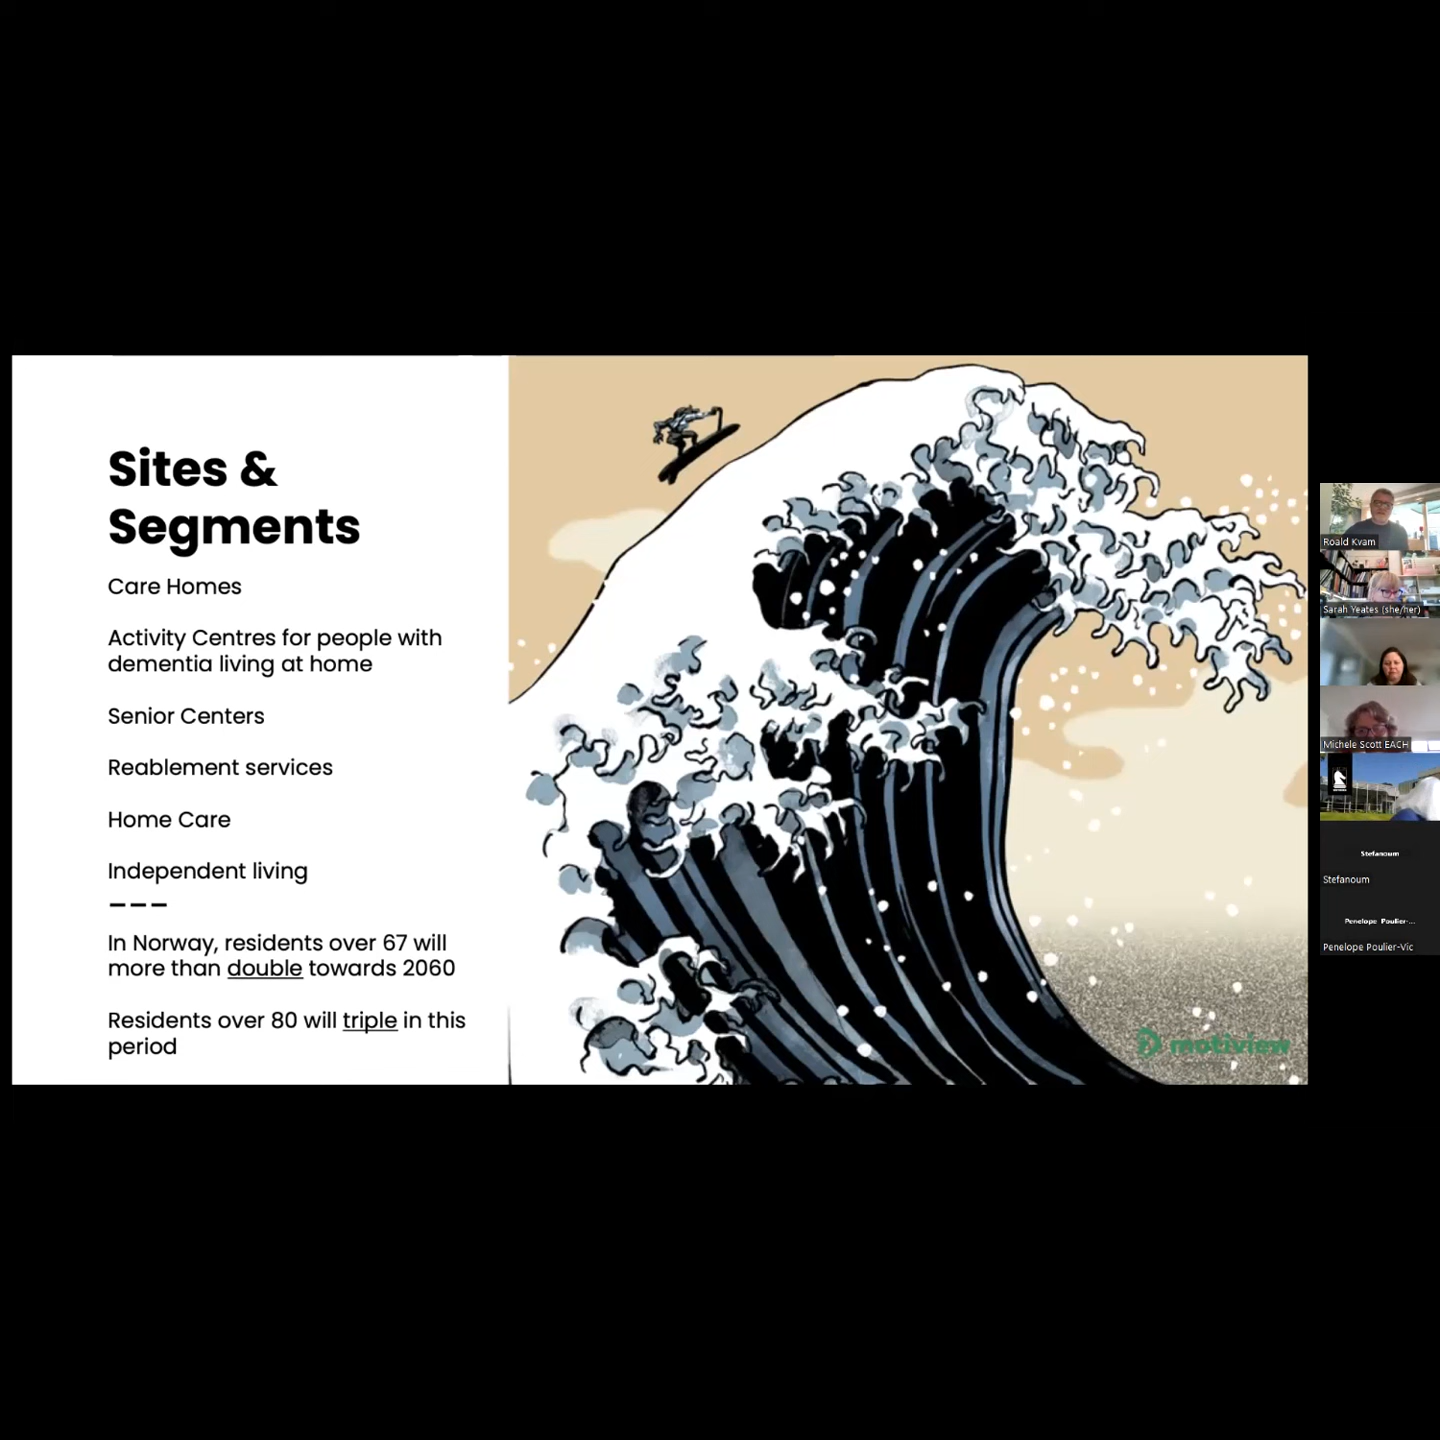 Sites &
Segments
Care Homes
Activity Centres for people with
dementia living at home
Senior Centers
Reablement services
Home Care
Independent living
---
In Norway, residents over 67 will
more than double towards 2060
Residents over 80 will triple in this
period
motiview
Roald Kvam
Sarah Yeates (she/her)
Michele Scott EACH
Stefanoum
Stefanoum
Penelope Poulier-...
Penelope Poulier-Vic